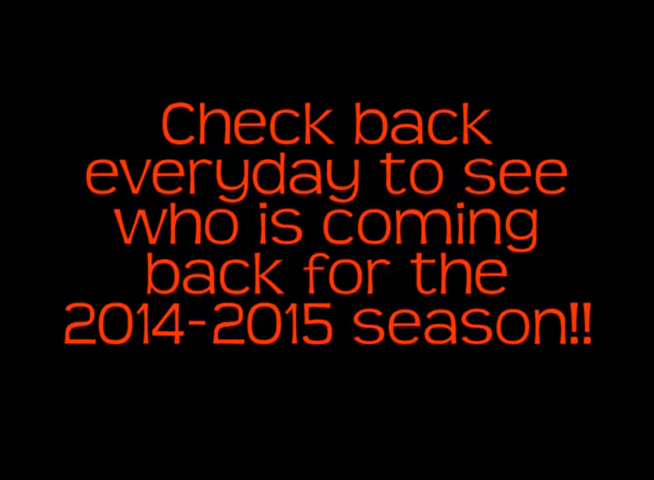 Check back
everyday to see
who is coming
back for the
2014-2015 season!!